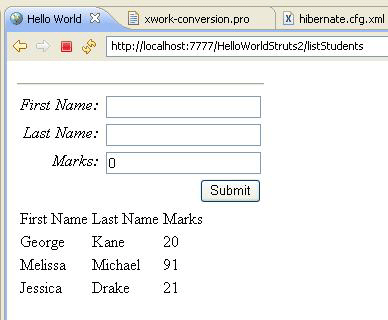 Hello World xwork-conversion.pro hibernate.cfg.xml
http://localhost:7777/HelloWorldStruts2/listStudents
First Name:
Last Name:
Marks: 0
Submit
First Name Last Name Marks
George Kane 20
Melissa Michael 91
Jessica Drake 21